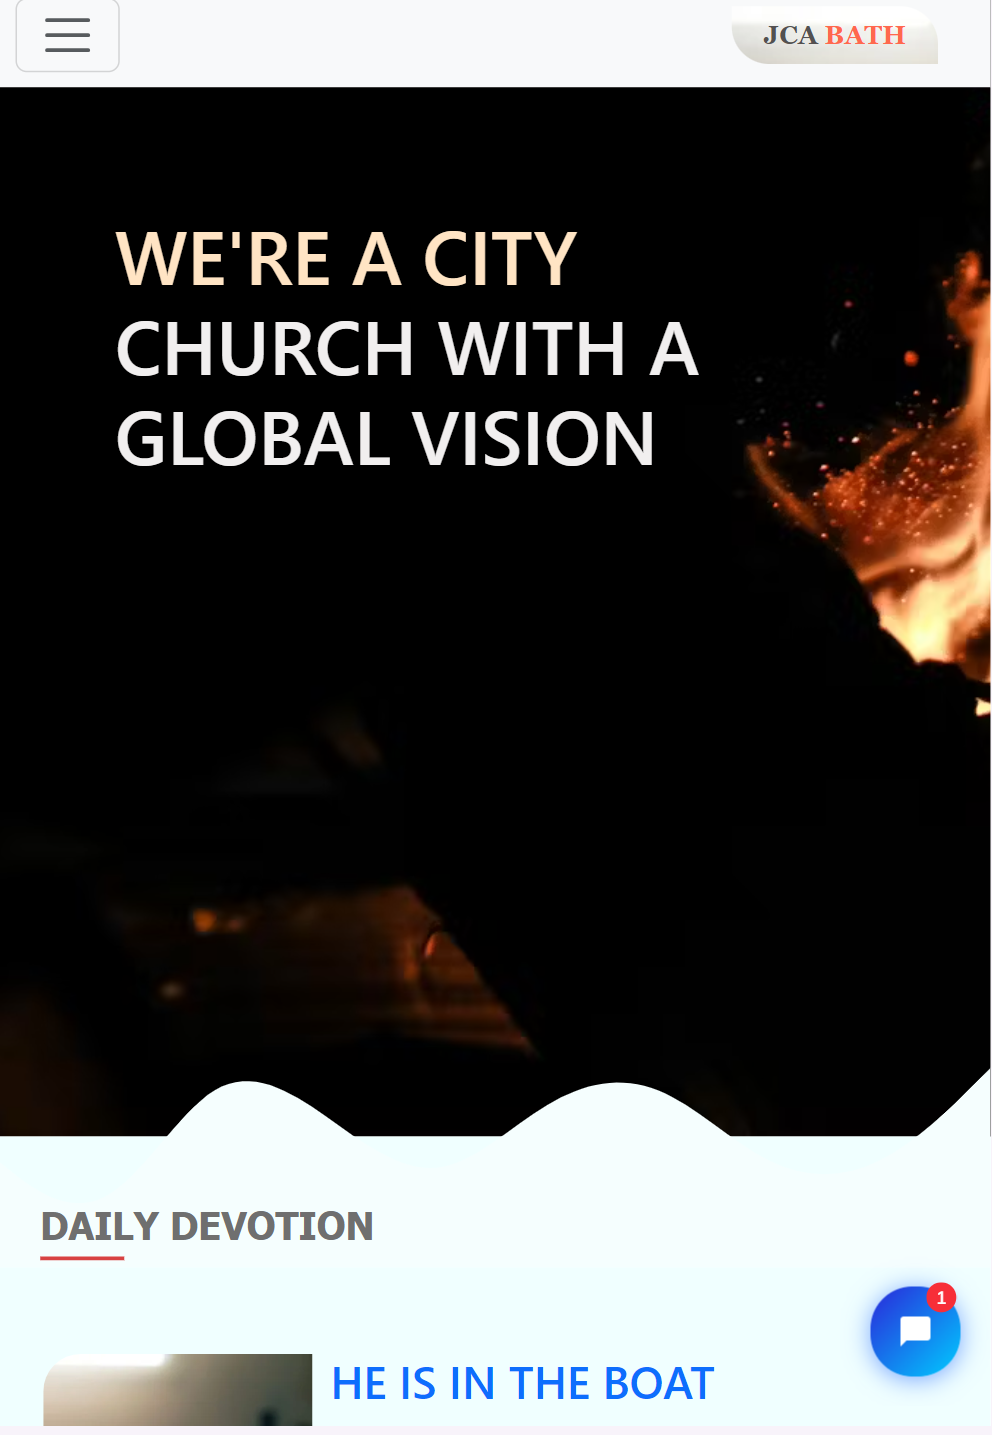 JCA BATH
WE'RE A CITY
CHURCH WITH A
GLOBAL VISION
DAILY DEVOTION
1
HE IS IN THE BOAT